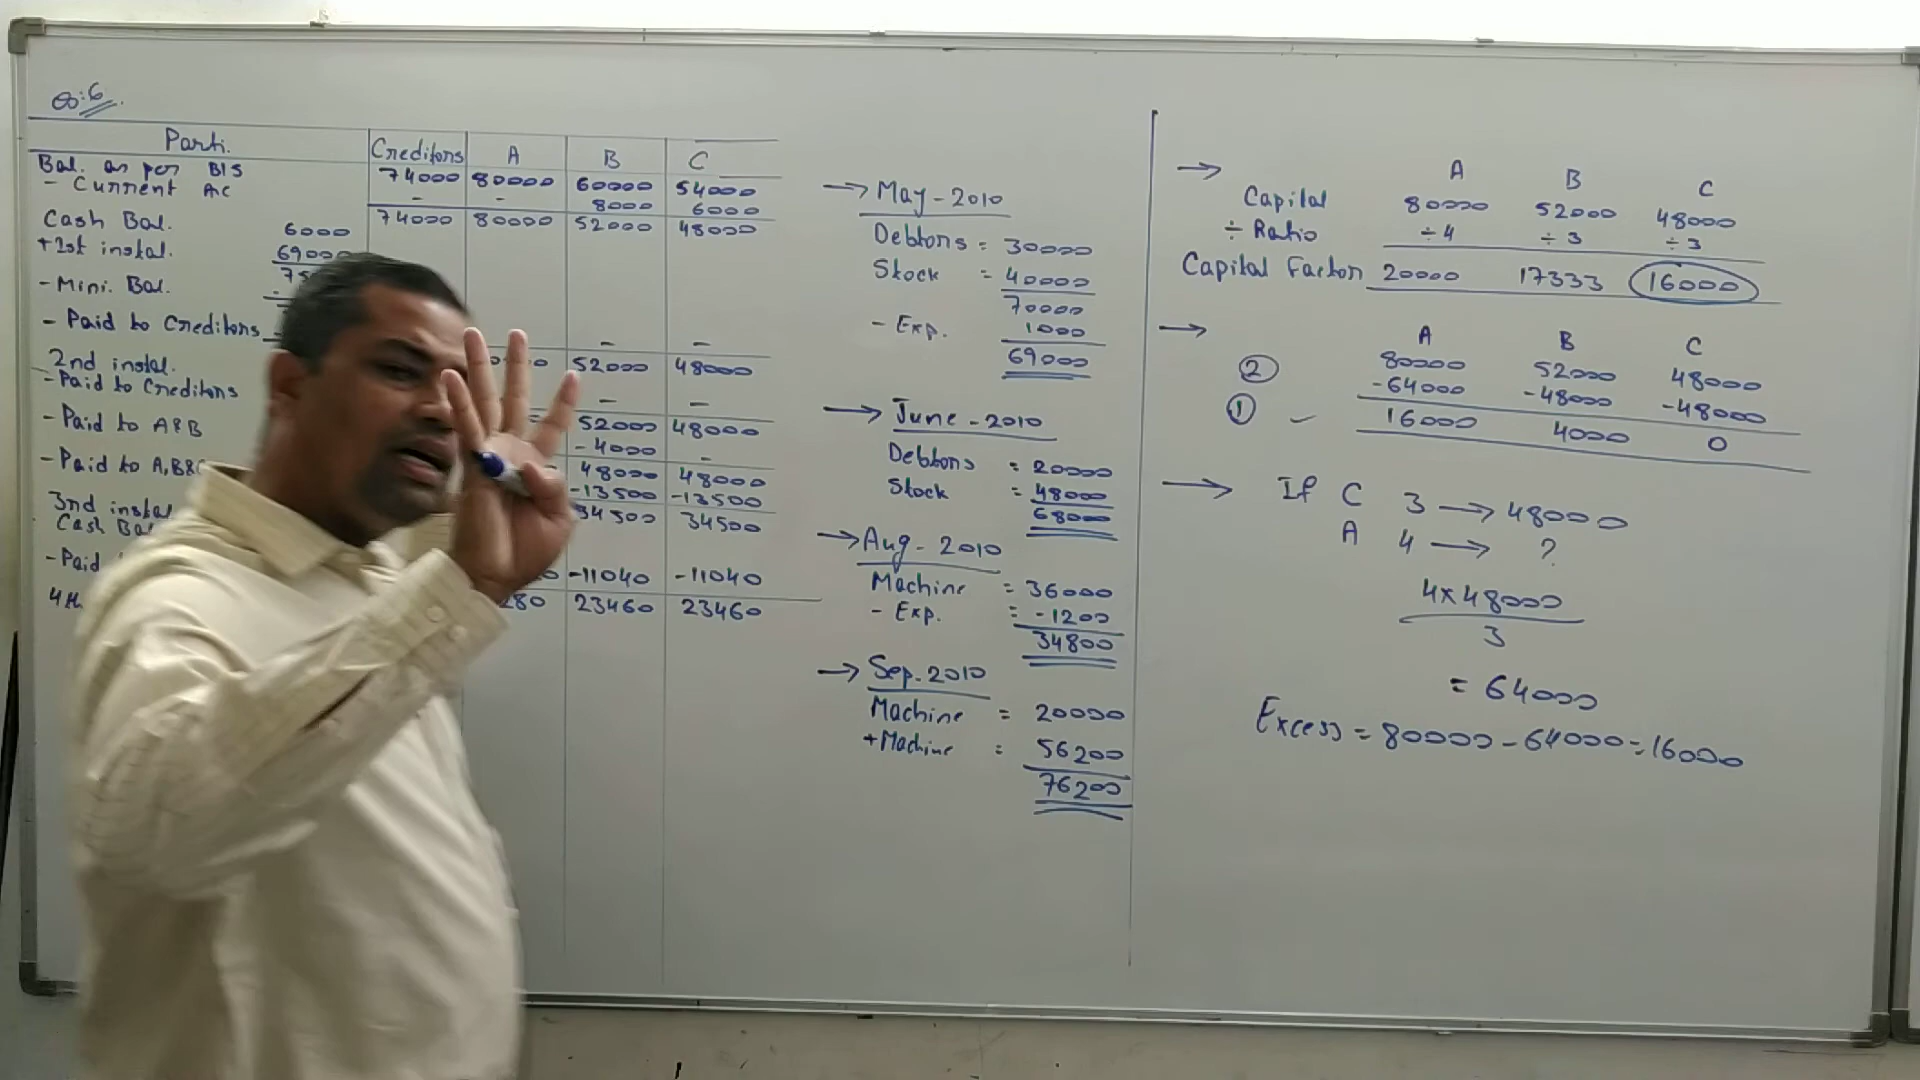 Q:6
Parti. Creditors A B C
Bal. as per B/S 74000 80000 60000 54000
- Current A/C - - 8000 6000
74000 80000 52000 48000
Cash Bal. 6000
+1st instal. 69000
- Mini. Bal.
- Paid to Creditors - -
2nd instal. 52000 48000
- Paid to Creditors - -
52000 48000
- Paid to A&B - 4000 -
48000 48000
- Paid to A, B& -13500 -13500
34500 34500
3rd instal
Cash Ba
- Paid -11040 -11040
4th 280 23460 23460
→ May - 2010
Debtors = 30000
Stock = 40000
70000
- Exp. 1000
69000
→ June - 2010
Debtors = 20000
Stock = 48000
68000
→ Aug - 2010
Machine = 36000
- Exp. = -1200
34800
→ Sep. 2010
Machine = 20000
+ Machine = 56200
76200
→ A B C
Capital 80000 52000 48000
÷ Ratio ÷4 ÷3 ÷3
Capital Factor 20000 17333 16000
→ A B C
② 80000 52000 48000
-64000 -48000 -48000
① 16000 4000 0
→ If C 3 → 48000
A 4 → ?
4×48000
3
= 64000
Excess = 80000 - 64000 = 16000